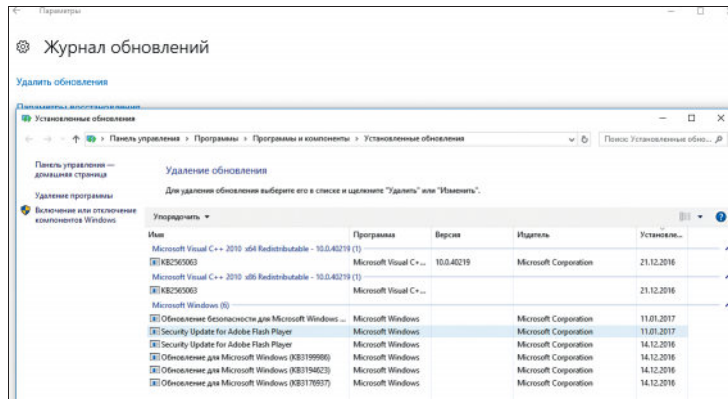 Параметры
Журнал обновлений
Удалить обновления
Параметры восстановления
Установленные обновления
Панель управления › Программы › Программы и компоненты › Установленные обновления
Поиск: Установленные обно...
Панель управления — домашняя страница
Удаление программы
Включение или отключение компонентов Windows
Удаление обновления
Для удаления обновления выберите его в списке и щелкните "Удалить" или "Изменить".
Упорядочить
Имя Программа Версия Издатель Установле...
Microsoft Visual C++ 2010 x64 Redistributable - 10.0.40219 (1)
KB2565063 Microsoft Visual C+... 10.0.40219 Microsoft Corporation 21.12.2016
Microsoft Visual C++ 2010 x86 Redistributable - 10.0.40219 (1)
KB2565063 Microsoft Visual C+... 21.12.2016
Microsoft Windows (6)
Обновление безопасности для Microsoft Windows ... Microsoft Windows Microsoft Corporation 11.01.2017
Security Update for Adobe Flash Player Microsoft Windows Microsoft Corporation 11.01.2017
Security Update for Adobe Flash Player Microsoft Windows Microsoft Corporation 14.12.2016
Обновление для Microsoft Windows (KB3199986) Microsoft Windows Microsoft Corporation 14.12.2016
Обновление для Microsoft Windows (KB3194623) Microsoft Windows Microsoft Corporation 14.12.2016
Обновление для Microsoft Windows (KB3176937) Microsoft Windows Microsoft Corporation 14.12.2016